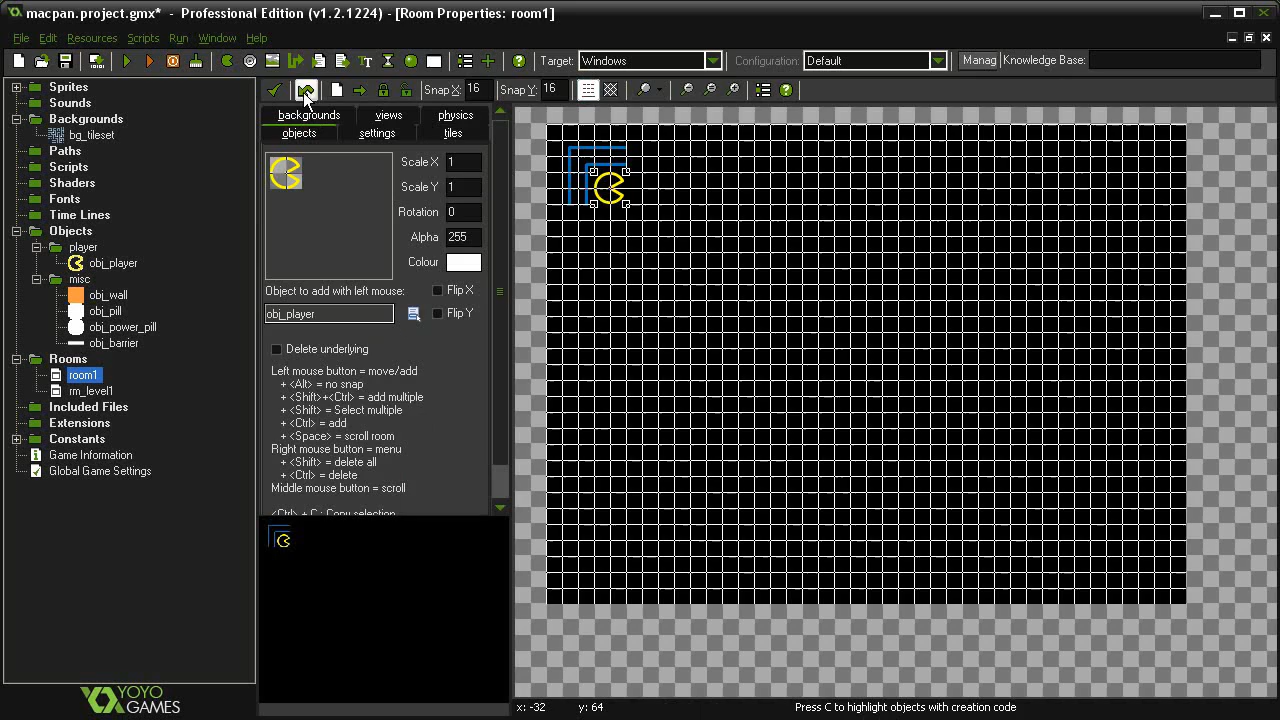 macpan.project.gmx* - Professional Edition (v1.2.1224) - [Room Properties: room1]
File Edit Resources Scripts Run Window Help
Target: Windows Configuration: Default Manag Knowledge Base:
Snap X: 16 Snap Y: 16
Sprites
Sounds
Backgrounds
bg_tileset
Paths
Scripts
Shaders
Fonts
Time Lines
Objects
player
obj_player
misc
obj_wall
obj_pill
obj_power_pill
obj_barrier
Rooms
room1
rm_level1
Included Files
Extensions
Constants
Game Information
Global Game Settings
YOYO
GAMES
backgrounds views physics
objects settings tiles
Scale X 1
Scale Y 1
Rotation 0
Alpha 255
Colour
Object to add with left mouse:
Flip X
obj_player
Flip Y
Delete underlying
Left mouse button = move/add
+ <Alt> = no snap
+ <Shift>+<Ctrl> = add multiple
+ <Shift> = Select multiple
+ <Ctrl> = add
+ <Space> = scroll room
Right mouse button = menu
+ <Shift> = delete all
+ <Ctrl> = delete
Middle mouse button = scroll
<Ctrl> + C : Copy selection
x: -32 y: 64 Press C to highlight objects with creation code